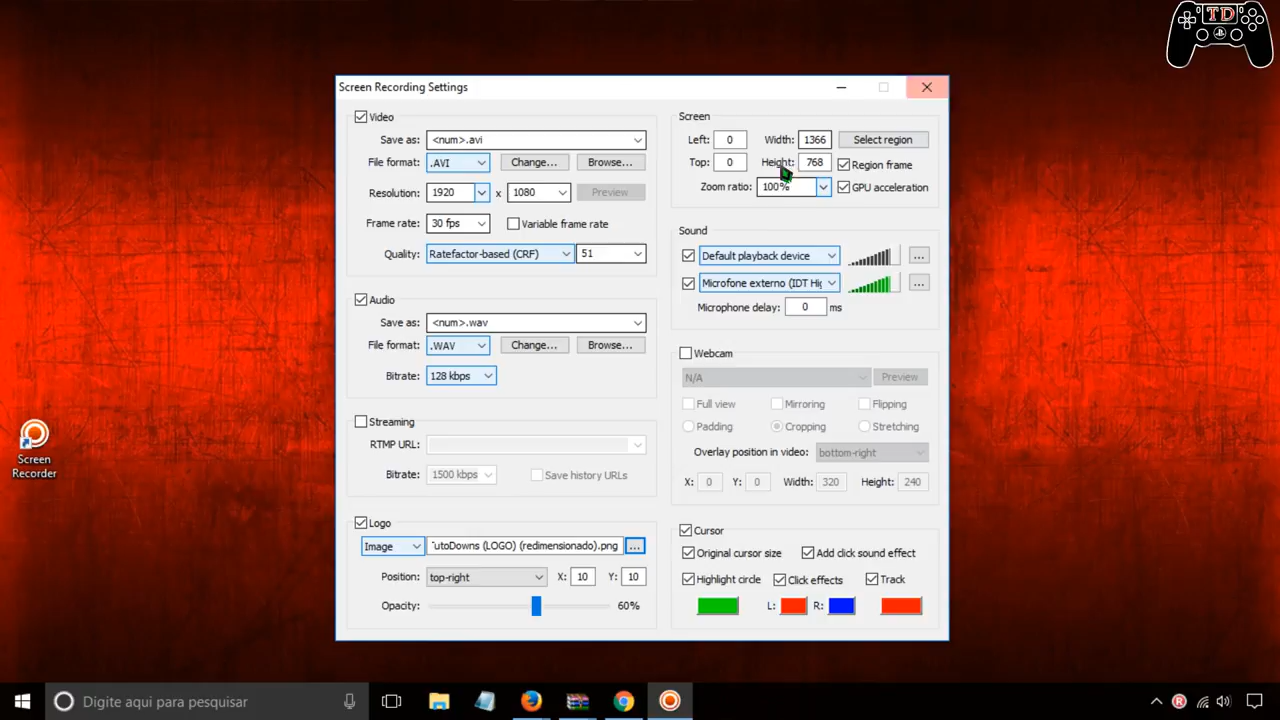 TD
Screen Recording Settings
Video
Save as: <num>.avi
File format: .AVI Change... Browse...
Resolution: 1920 x 1080 Preview
Frame rate: 30 fps Variable frame rate
Quality: Ratefactor-based (CRF) 51
Audio
Save as: <num>.wav
File format: .WAV Change... Browse...
Bitrate: 128 kbps
Streaming
RTMP URL:
Bitrate: 1500 kbps Save history URLs
Logo
Image utoDowns (LOGO) (redimensionado).png ...
Position: top-right X: 10 Y: 10
Opacity: 60%
Screen
Left: 0 Width: 1366 Select region
Top: 0 Height: 768 Region frame
Zoom ratio: 100% GPU acceleration
Sound
Default playback device ...
Microfone externo (IDT Hig ...
Microphone delay: 0 ms
Webcam
N/A Preview
Full view Mirroring Flipping
Padding Cropping Stretching
Overlay position in video: bottom-right
X: 0 Y: 0 Width: 320 Height: 240
Cursor
Original cursor size Add click sound effect
Highlight circle Click effects Track
L: R:
Screen
Recorder
Digite aqui para pesquisar